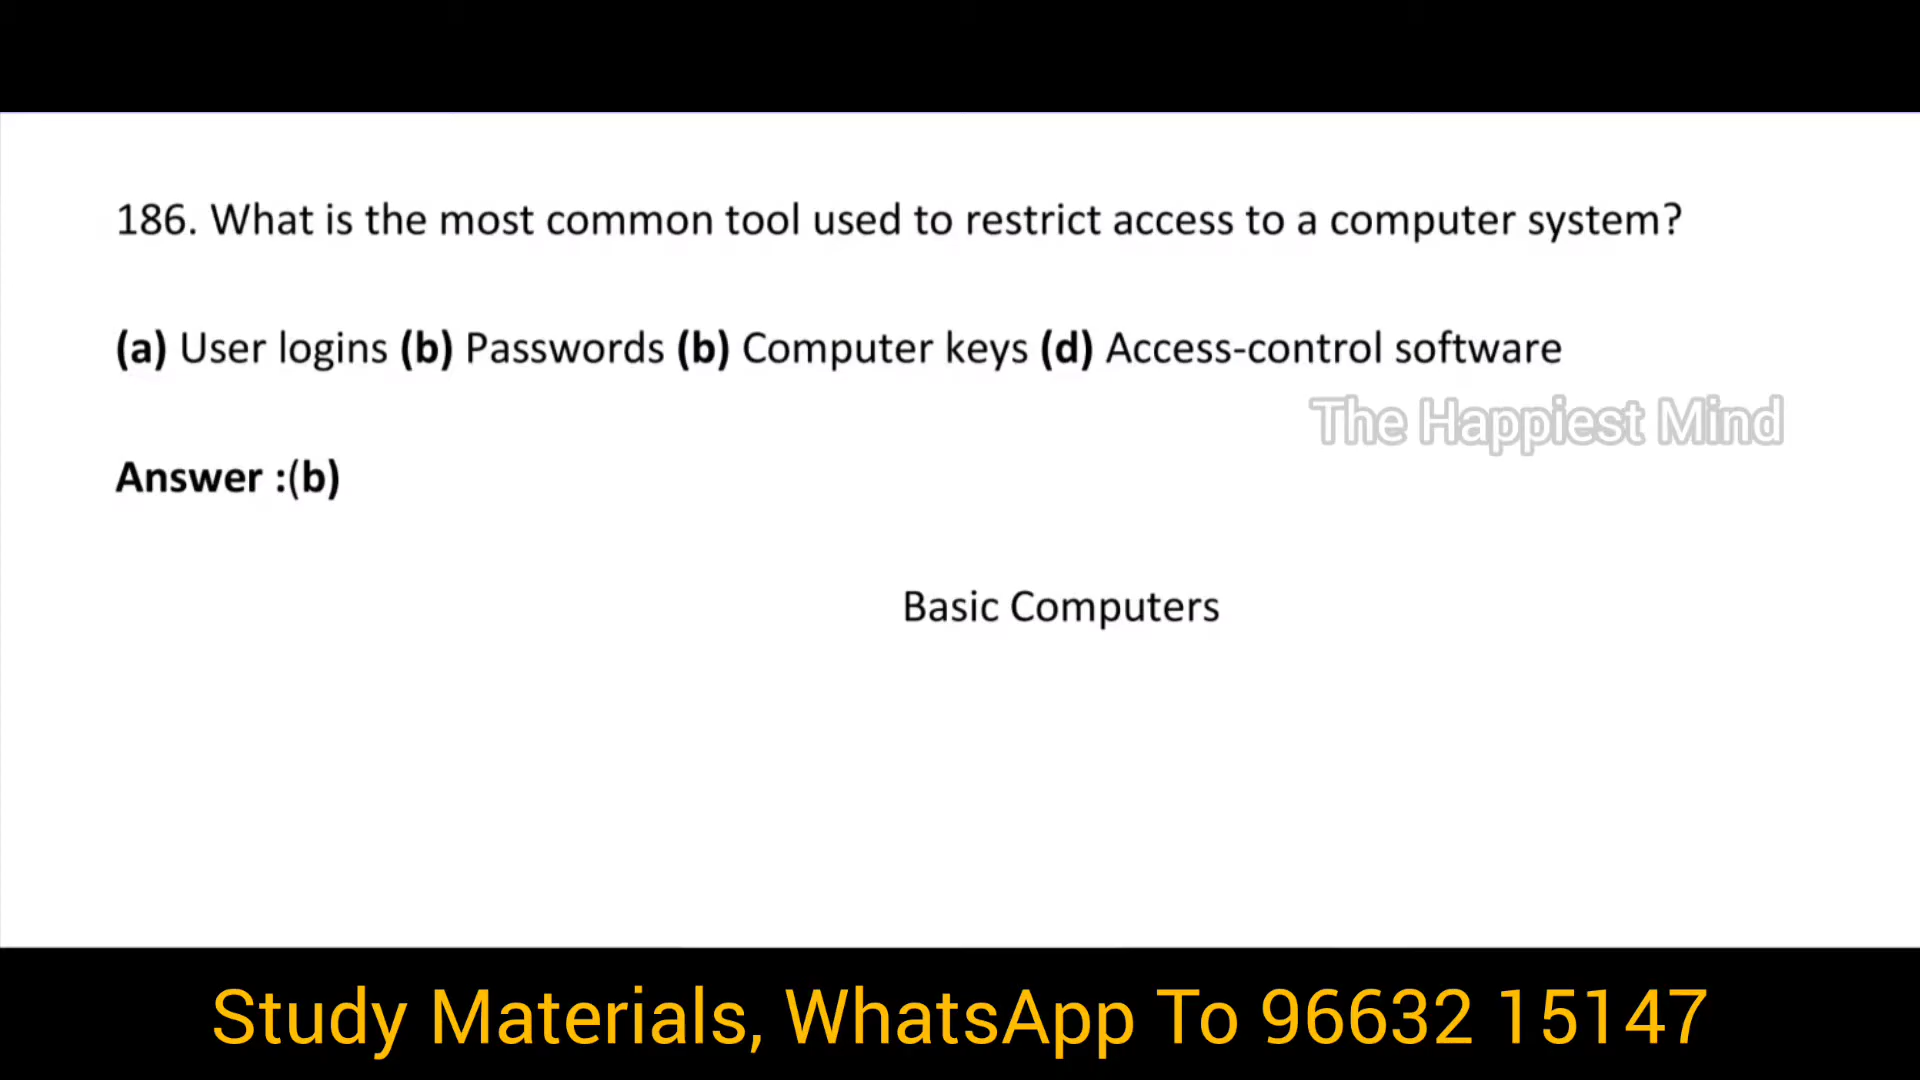 186. What is the most common tool used to restrict access to a computer system?
(a) User logins (b) Passwords (b) Computer keys (d) Access-control software
The Happiest Mind
Answer :(b)
Basic Computers
Study Materials, WhatsApp To 96632 15147